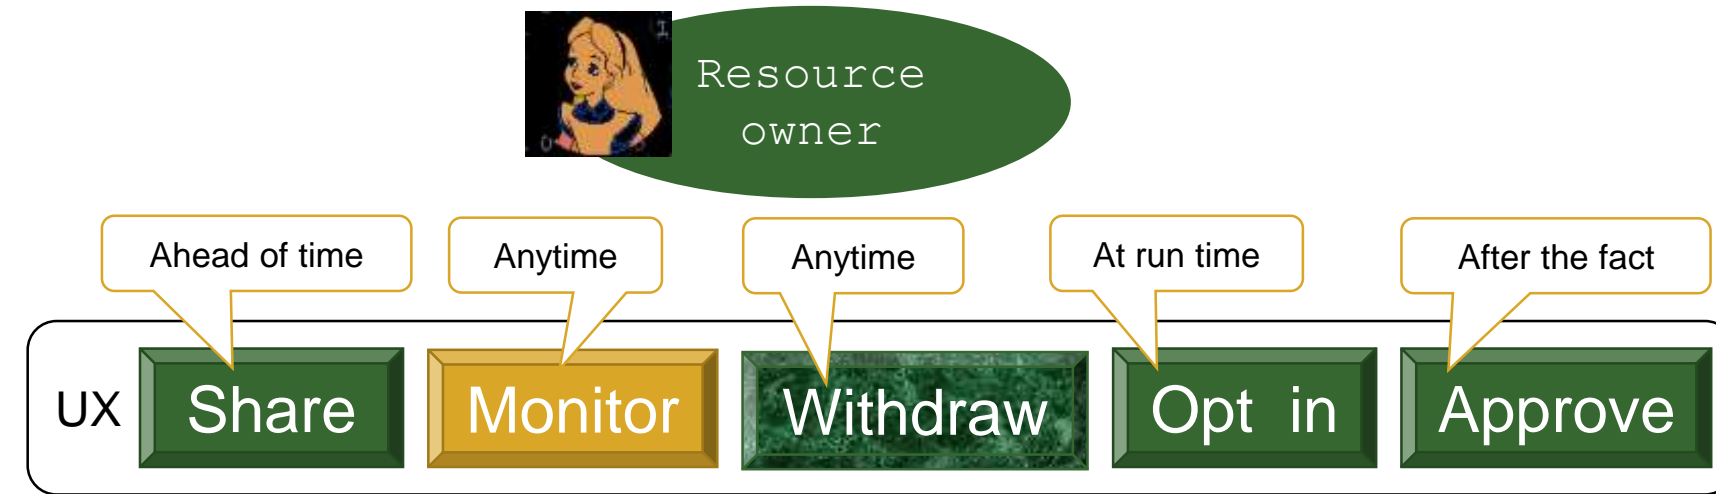 Resource
owner
Ahead of time
Anytime
Anytime
At run time
After the fact
UX
Share
Monitor
Withdraw
Opt in
Approve